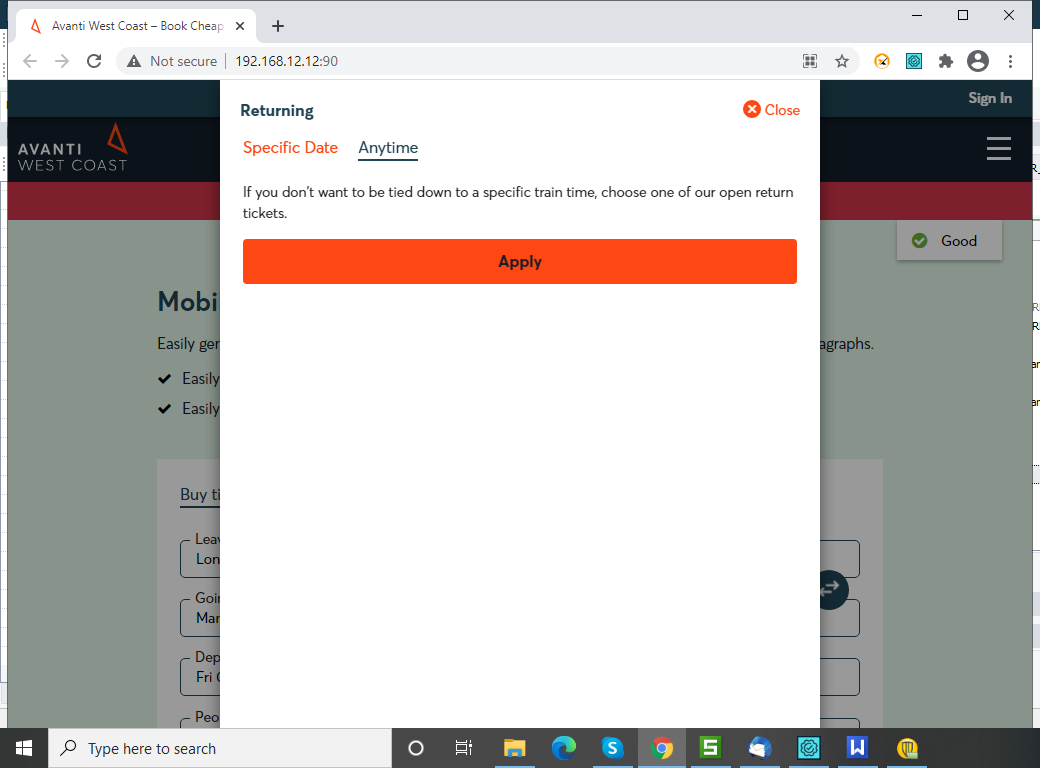 Avanti West Coast – Book Cheap
Not secure
192.168.12.12:90
Sign In
Returning
Close
AVANTI
WEST COAST
Specific Date
Anytime
If you don't want to be tied down to a specific train time, choose one of our open return
tickets.
Good
Apply
Mobi
Easily ger
agraphs.
Easily
Easily
Buy ti
Leav
Lon
Goin
Man
Dep
Fri
Peo
Type here to search